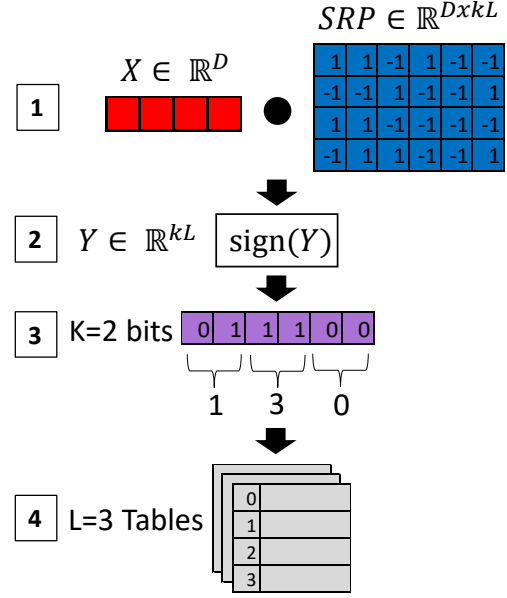 SRP ∈ ℝ^{DxkL}
X ∈ ℝ^D
1
1 1 -1 1 -1 -1
-1 -1 1 -1 -1 1
1 1 -1 1 -1 -1
-1 1 1 -1 -1 1
2
Y ∈ ℝ^{kL}
sign(Y)
3
K=2 bits
0 1 1 1 0 0
1 3 0
4
L=3 Tables
0
1
2
3